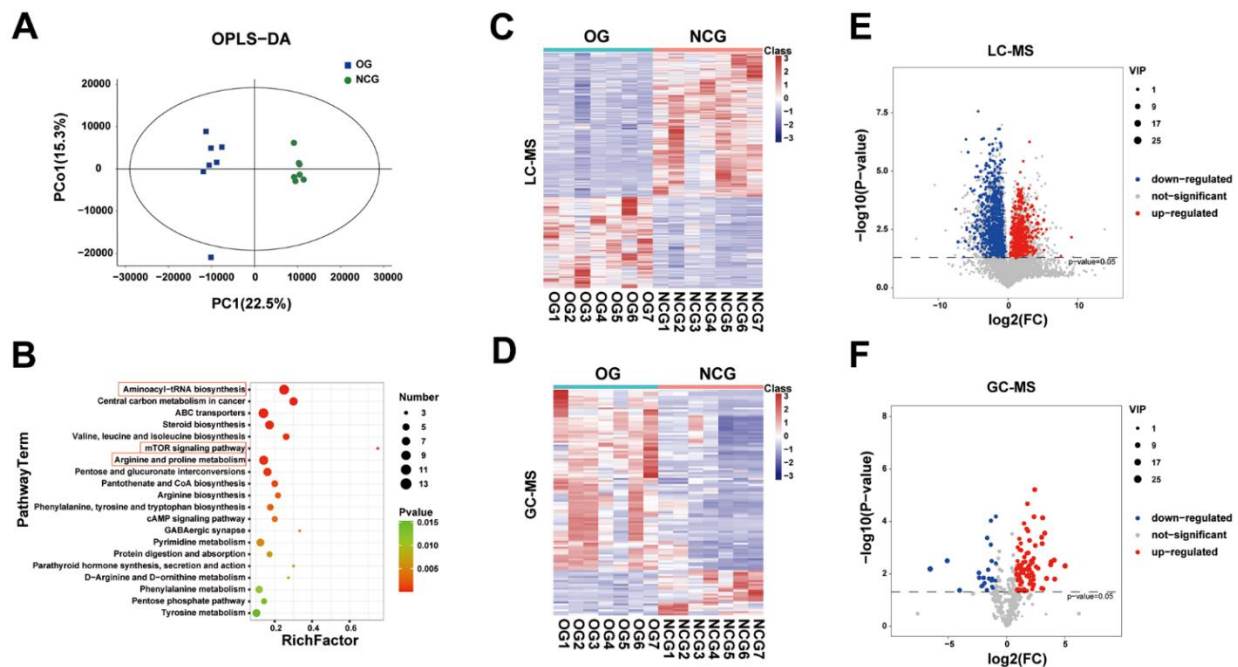 A
OPLS−DA
OG
NCG
20000
10000
0
−10000
−20000
PCo1(15.3%)
−30000 −20000 −10000 0 10000 20000 30000
PC1(22.5%)
B
Aminoacyl−tRNA biosynthesis
Central carbon metabolism in cancer
ABC transporters
Steroid biosynthesis
Valine, leucine and isoleucine biosynthesis
mTOR signaling pathway
Arginine and proline metabolism
Pentose and glucuronate interconversions
Pantothenate and CoA biosynthesis
Arginine biosynthesis
Phenylalanine, tyrosine and tryptophan biosynthesis
cAMP signaling pathway
GABAergic synapse
Pyrimidine metabolism
Protein digestion and absorption
Parathyroid hormone synthesis, secretion and action
D−Arginine and D−ornithine metabolism
Phenylalanine metabolism
Pentose phosphate pathway
Tyrosine metabolism
PathwayTerm
0.2 0.4 0.6
RichFactor
Number
3
5
7
9
11
13
Pvalue
0.015
0.010
0.005
C
OG NCG
Class
3
2
1
0
−1
−2
−3
LC-MS
OG1 OG2 OG3 OG4 OG5 OG6 OG7 NCG1 NCG2 NCG3 NCG4 NCG5 NCG6 NCG7
D
OG NCG
Class
3
2
1
0
−1
−2
−3
GC-MS
OG1 OG2 OG3 OG4 OG5 OG6 OG7 NCG1 NCG2 NCG3 NCG4 NCG5 NCG6 NCG7
E
LC-MS
7.5
5.0
2.5
0.0
−log10(P−value)
p−value=0.05
−10 0 10
log2(FC)
VIP
1
9
17
25
down−regulated
not−significant
up−regulated
F
GC-MS
8
6
4
2
0
−log10(P−value)
p−value=0.05
−5 0 5
log2(FC)
VIP
1
9
17
25
down−regulated
not−significant
up−regulated